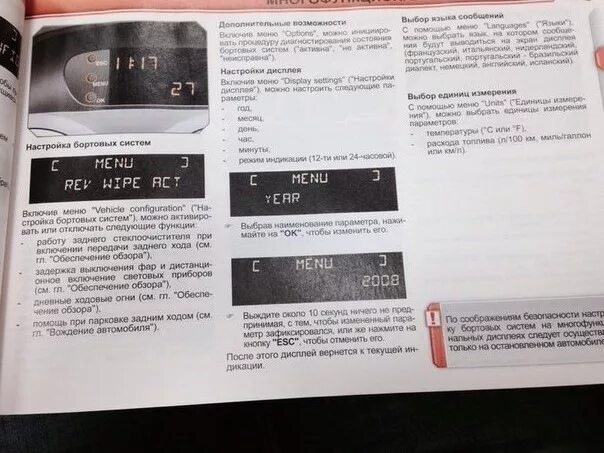 МНОГОФУНКЦИОН
ESC
MENU
OK
11:17
27
Настройка бортовых систем
[ MENU ]
REV WIPE ACT
Включив меню "Vehicle configuration" ("На-
стройка бортовых систем"), можно активиро-
вать или отключать следующие функции:
- работу заднего стеклоочистителя при
включении передачи заднего хода (см.
гл. "Обеспечение обзора"),
- задержка выключения фар и дистанци-
онное включение световых приборов
(см. гл. "Обеспечение обзора"),
- дневные ходовые огни (см. гл. "Обеспе-
чение обзора"),
- помощь при парковке задним ходом (см.
гл. "Вождение автомобиля").
Дополнительные возможности
Включив меню "Options", можно иницииро-
вать процедуру диагностирования состояния
бортовых систем ("активна", "не активна",
"неисправна").
Настройки дисплея
Включив меню "Display settings" ("Настройки
дисплея"), можно настроить следующие па-
раметры:
- год,
- месяц,
- день,
- час,
- минуты,
- режим индикации (12-ти или 24-часовой).
[ MENU ]
YEAR
Выбрав наименование параметра, нажи-
майте на "OK", чтобы изменить его.
[ MENU ]
2008
Выждите около 10 секунд ничего не пред-
принимая, с тем, чтобы измененный пара-
метр зафиксировался, или же нажмите на
кнопку "ESC", чтобы отменить его.
После этого дисплей вернется к текущей ин-
дикации.
Выбор языка сообщений
С помощью меню "Languages" ("Языки"),
можно выбрать язык, на котором сообще-
ния будут выводиться на экран дисплея
(французский, итальянский, нидерландский,
португальский, португальский - бразильский
диалект, немецкий, английский, испанский).
Выбор единиц измерения
С помощью меню "Units" ("Единицы измере-
ния"), можно выбрать единицы измерения
параметров:
- температуры (°C или °F),
- расхода топлива (л/100 км, миль/галлон
или км/л).
По соображениям безопасности настр
ку бортовых систем на многофунк
нальных дисплеях следует осущест
только на остановленном автомобиле